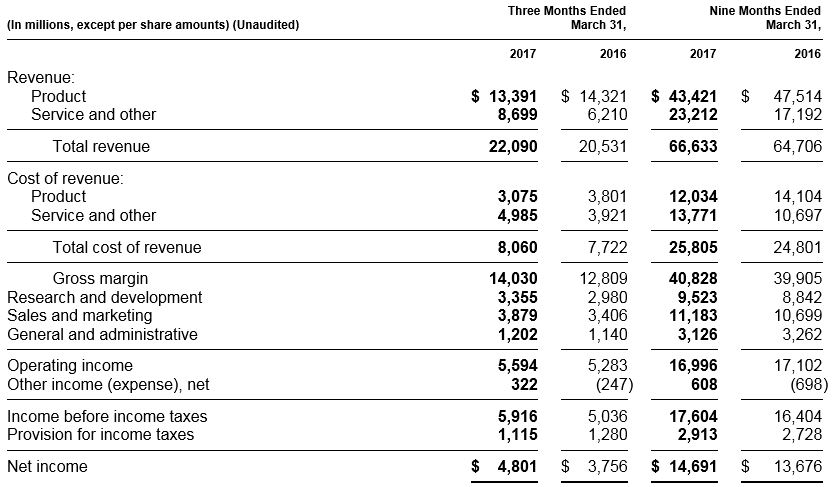 Three Months Ended Nine Months Ended
(In millions, except per share amounts) (Unaudited) March 31, March 31,
2017 2016 2017 2016
Revenue:
Product $ 13,391 $ 14,321 $ 43,421 $ 47,514
Service and other 8,699 6,210 23,212 17,192
Total revenue 22,090 20,531 66,633 64,706
Cost of revenue:
Product 3,075 3,801 12,034 14,104
Service and other 4,985 3,921 13,771 10,697
Total cost of revenue 8,060 7,722 25,805 24,801
Gross margin 14,030 12,809 40,828 39,905
Research and development 3,355 2,980 9,523 8,842
Sales and marketing 3,879 3,406 11,183 10,699
General and administrative 1,202 1,140 3,126 3,262
Operating income 5,594 5,283 16,996 17,102
Other income (expense), net 322 (247) 608 (698)
Income before income taxes 5,916 5,036 17,604 16,404
Provision for income taxes 1,115 1,280 2,913 2,728
Net income $ 4,801 $ 3,756 $ 14,691 $ 13,676